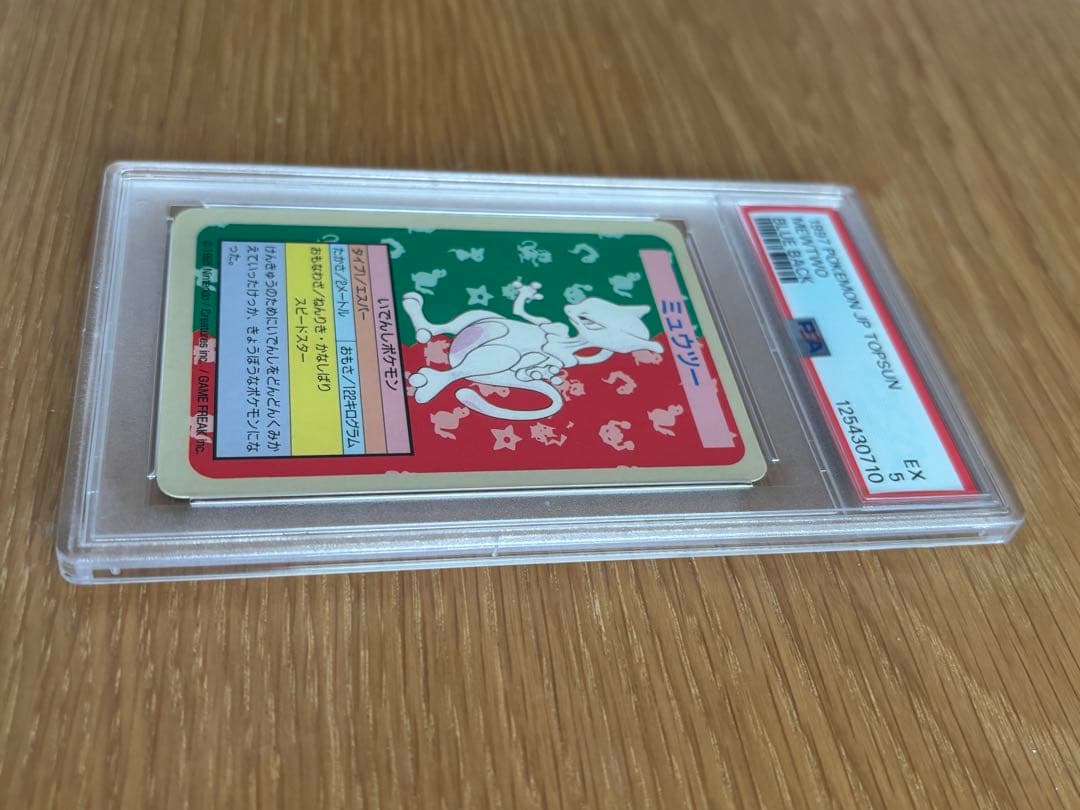 1997 POKEMON JP TOPSUN
MEWTWO
BLUE BACK
EX
5
125430710
PSA
ミュウツー
いでんしポケモン
タイプ/エスパー
たかさ/2メートル
おもさ/122キログラム
おもなわざ/ねんりき・かなしばり
スピードスター
けんきゅうのためにいでんしをどんどんくみか
えていったけっか、きょうぼうなポケモンにな
った。
Nintendo / Creatures inc. / GAME FREAK inc.